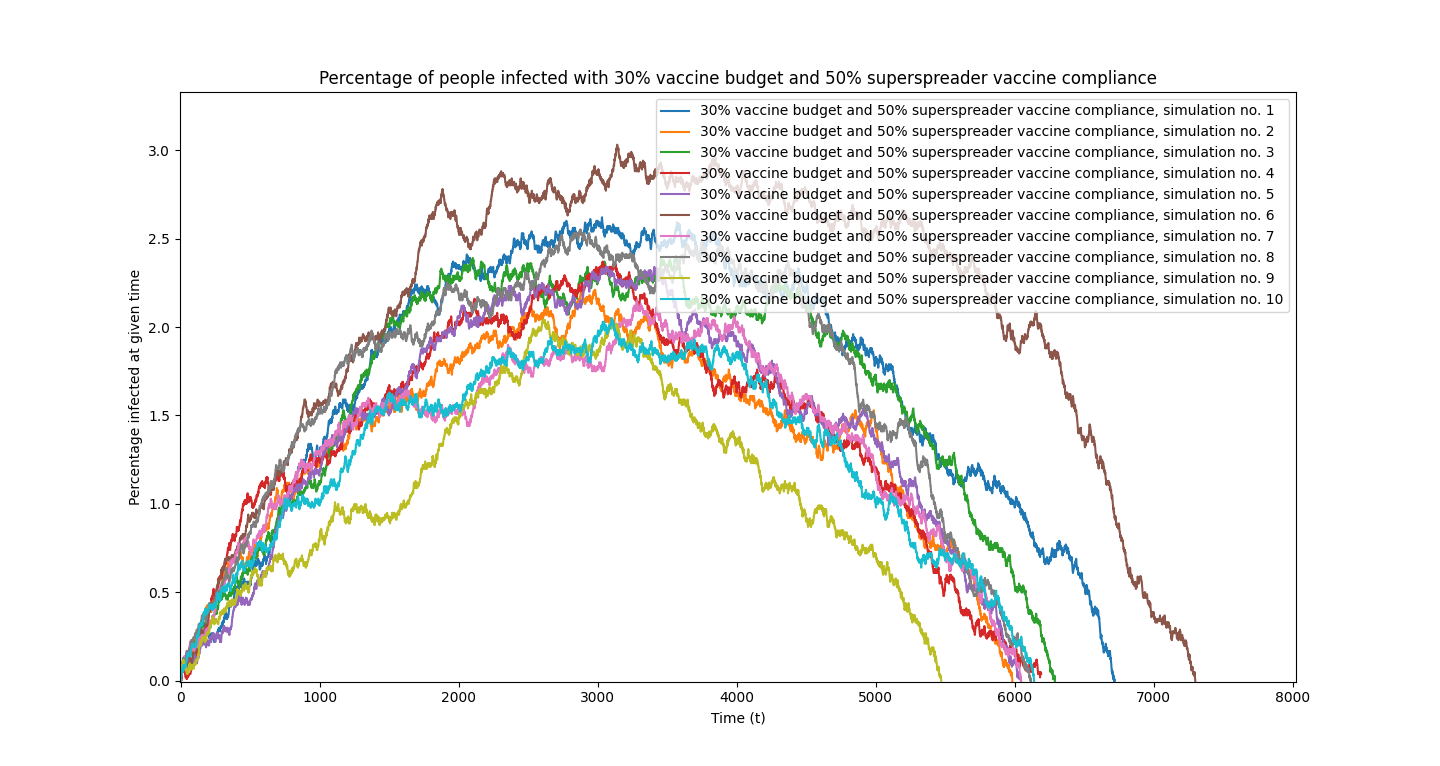 Percentage of people infected with 30% vaccine budget and 50% superspreader vaccine compliance
30% vaccine budget and 50% superspreader vaccine compliance, simulation no. 1
30% vaccine budget and 50% superspreader vaccine compliance, simulation no. 2
30% vaccine budget and 50% superspreader vaccine compliance, simulation no. 3
30% vaccine budget and 50% superspreader vaccine compliance, simulation no. 4
30% vaccine budget and 50% superspreader vaccine compliance, simulation no. 5
30% vaccine budget and 50% superspreader vaccine compliance, simulation no. 6
30% vaccine budget and 50% superspreader vaccine compliance, simulation no. 7
30% vaccine budget and 50% superspreader vaccine compliance, simulation no. 8
30% vaccine budget and 50% superspreader vaccine compliance, simulation no. 9
30% vaccine budget and 50% superspreader vaccine compliance, simulation no. 10
Percentage infected at given time
3.0
2.5
2.0
1.5
1.0
0.5
0.0
0 1000 2000 3000 4000 5000 6000 7000 8000
Time (t)